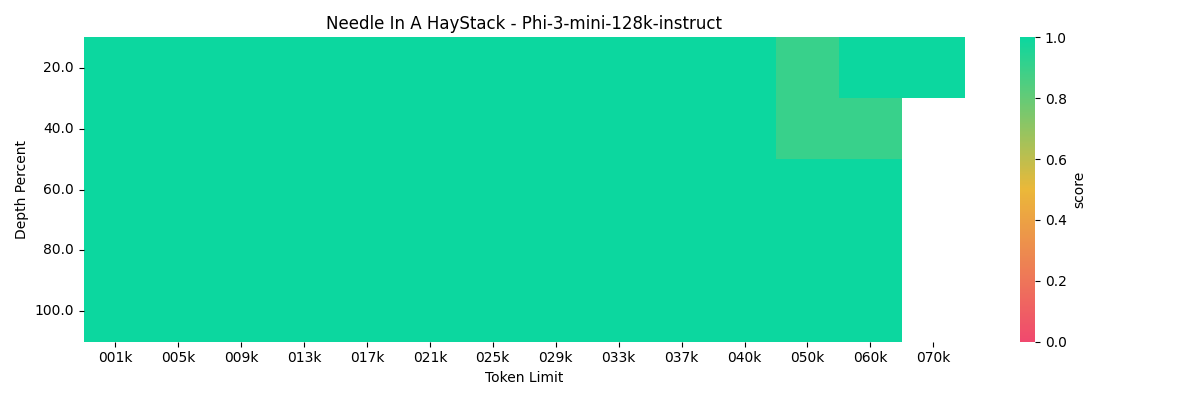 Needle In A HayStack - Phi-3-mini-128k-instruct
Depth Percent
20.0
40.0
60.0
80.0
100.0
001k 005k 009k 013k 017k 021k 025k 029k 033k 037k 040k 050k 060k 070k
Token Limit
1.0
0.8
0.6
0.4
0.2
0.0
score